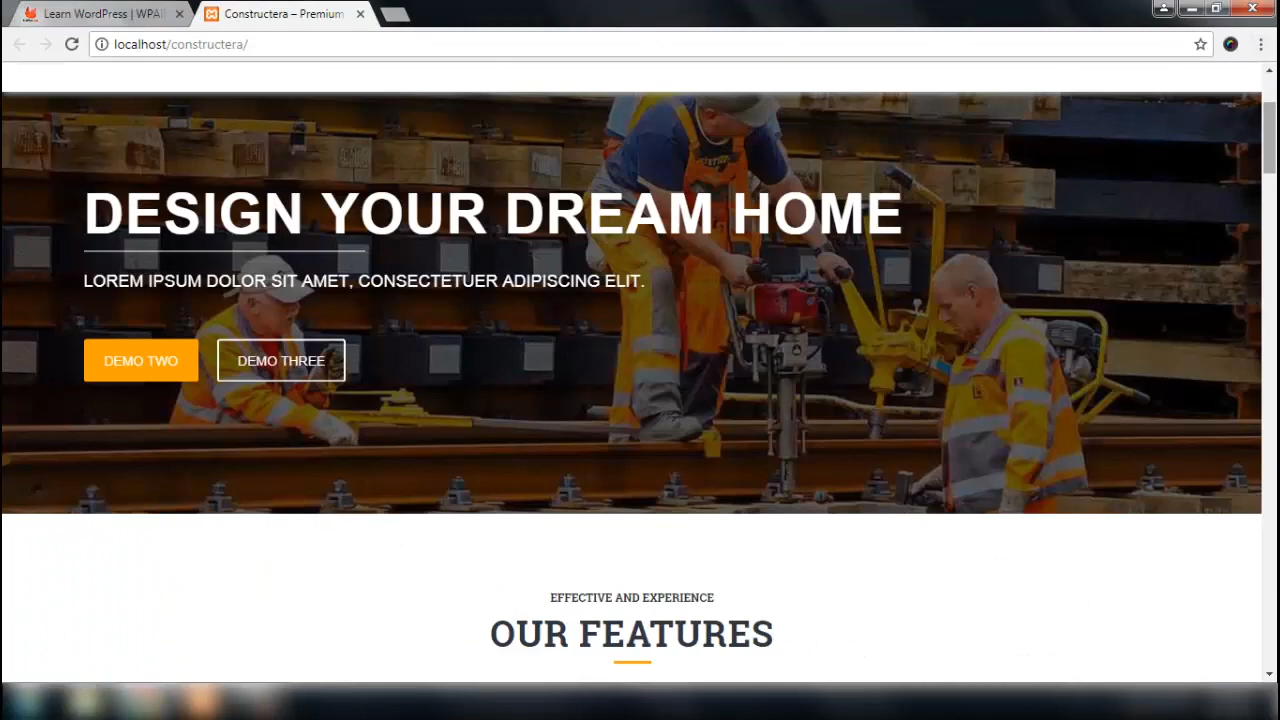 Learn WordPress | WPAll
Constructera – Premium
localhost/constructera/
DESIGN YOUR DREAM HOME
LOREM IPSUM DOLOR SIT AMET, CONSECTETUER ADIPISCING ELIT.
DEMO TWO
DEMO THREE
EFFECTIVE AND EXPERIENCE
OUR FEATURES